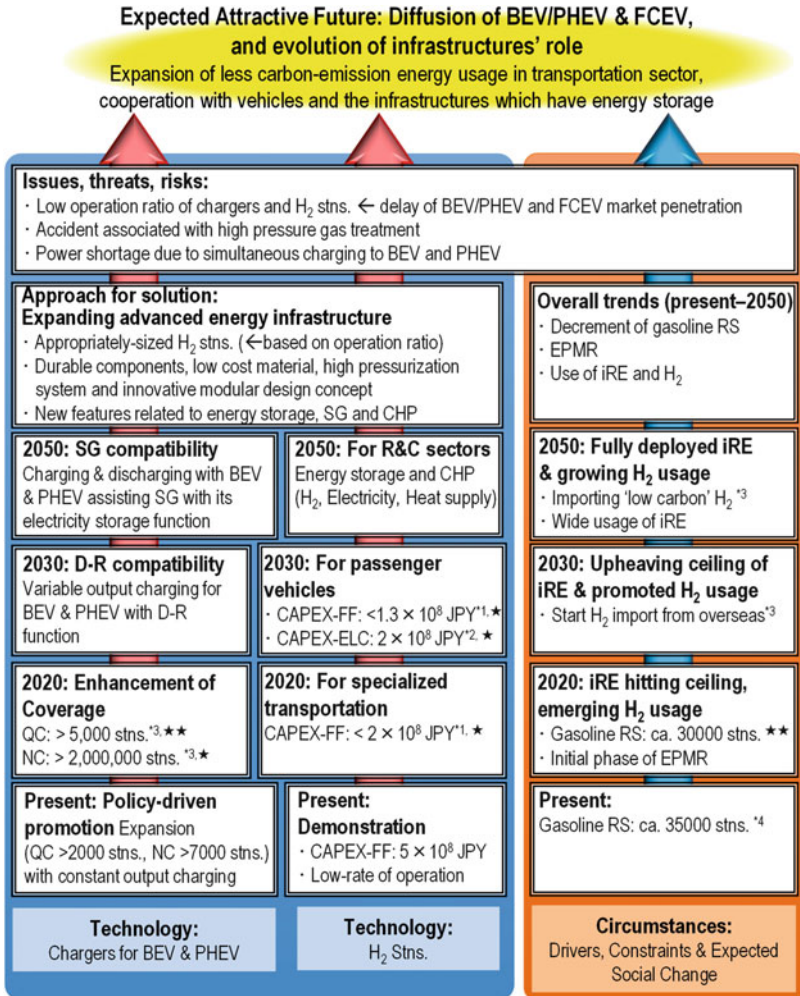 Expected Attractive Future: Diffusion of BEV/PHEV & FCEV,
and evolution of infrastructures' role
Expansion of less carbon-emission energy usage in transportation sector,
cooperation with vehicles and the infrastructures which have energy storage
Issues, threats, risks:
· Low operation ratio of chargers and H₂ stns. ← delay of BEV/PHEV and FCEV market penetration
· Accident associated with high pressure gas treatment
· Power shortage due to simultaneous charging to BEV and PHEV
Approach for solution:
Expanding advanced energy infrastructure
· Appropriately-sized H₂ stns. (←based on operation ratio)
· Durable components, low cost material, high pressurization
system and innovative modular design concept
· New features related to energy storage, SG and CHP
Overall trends (present–2050)
· Decrement of gasoline RS
· EPMR
· Use of iRE and H₂
2050: SG compatibility
Charging & discharging with BEV
& PHEV assisting SG with its
electricity storage function
2050: For R&C sectors
Energy storage and CHP
(H₂, Electricity, Heat supply)
2050: Fully deployed iRE
& growing H₂ usage
· Importing 'low carbon' H₂ *3
· Wide usage of iRE
2030: D-R compatibility
Variable output charging for
BEV & PHEV with D-R
function
2030: For passenger
vehicles
· CAPEX-FF: <1.3 × 10⁸ JPY*1, ★
· CAPEX-ELC: 2 × 10⁸ JPY*2, ★
2030: Upheaving ceiling of
iRE & promoted H₂ usage
· Start H₂ import from overseas*3
2020: Enhancement of
Coverage
QC: > 5,000 stns.*3, ★★
NC: > 2,000,000 stns. *3, ★
2020: For specialized
transportation
CAPEX-FF: < 2 × 10⁸ JPY*1, ★
2020: iRE hitting ceiling,
emerging H₂ usage
· Gasoline RS: ca. 30000 stns. ★★
· Initial phase of EPMR
Present: Policy-driven
promotion Expansion
(QC >2000 stns., NC >7000 stns.)
with constant output charging
Present:
Demonstration
· CAPEX-FF: 5 × 10⁸ JPY
· Low-rate of operation
Present:
Gasoline RS: ca. 35000 stns. *4
Technology:
Chargers for BEV & PHEV
Technology:
H₂ Stns.
Circumstances:
Drivers, Constraints & Expected
Social Change